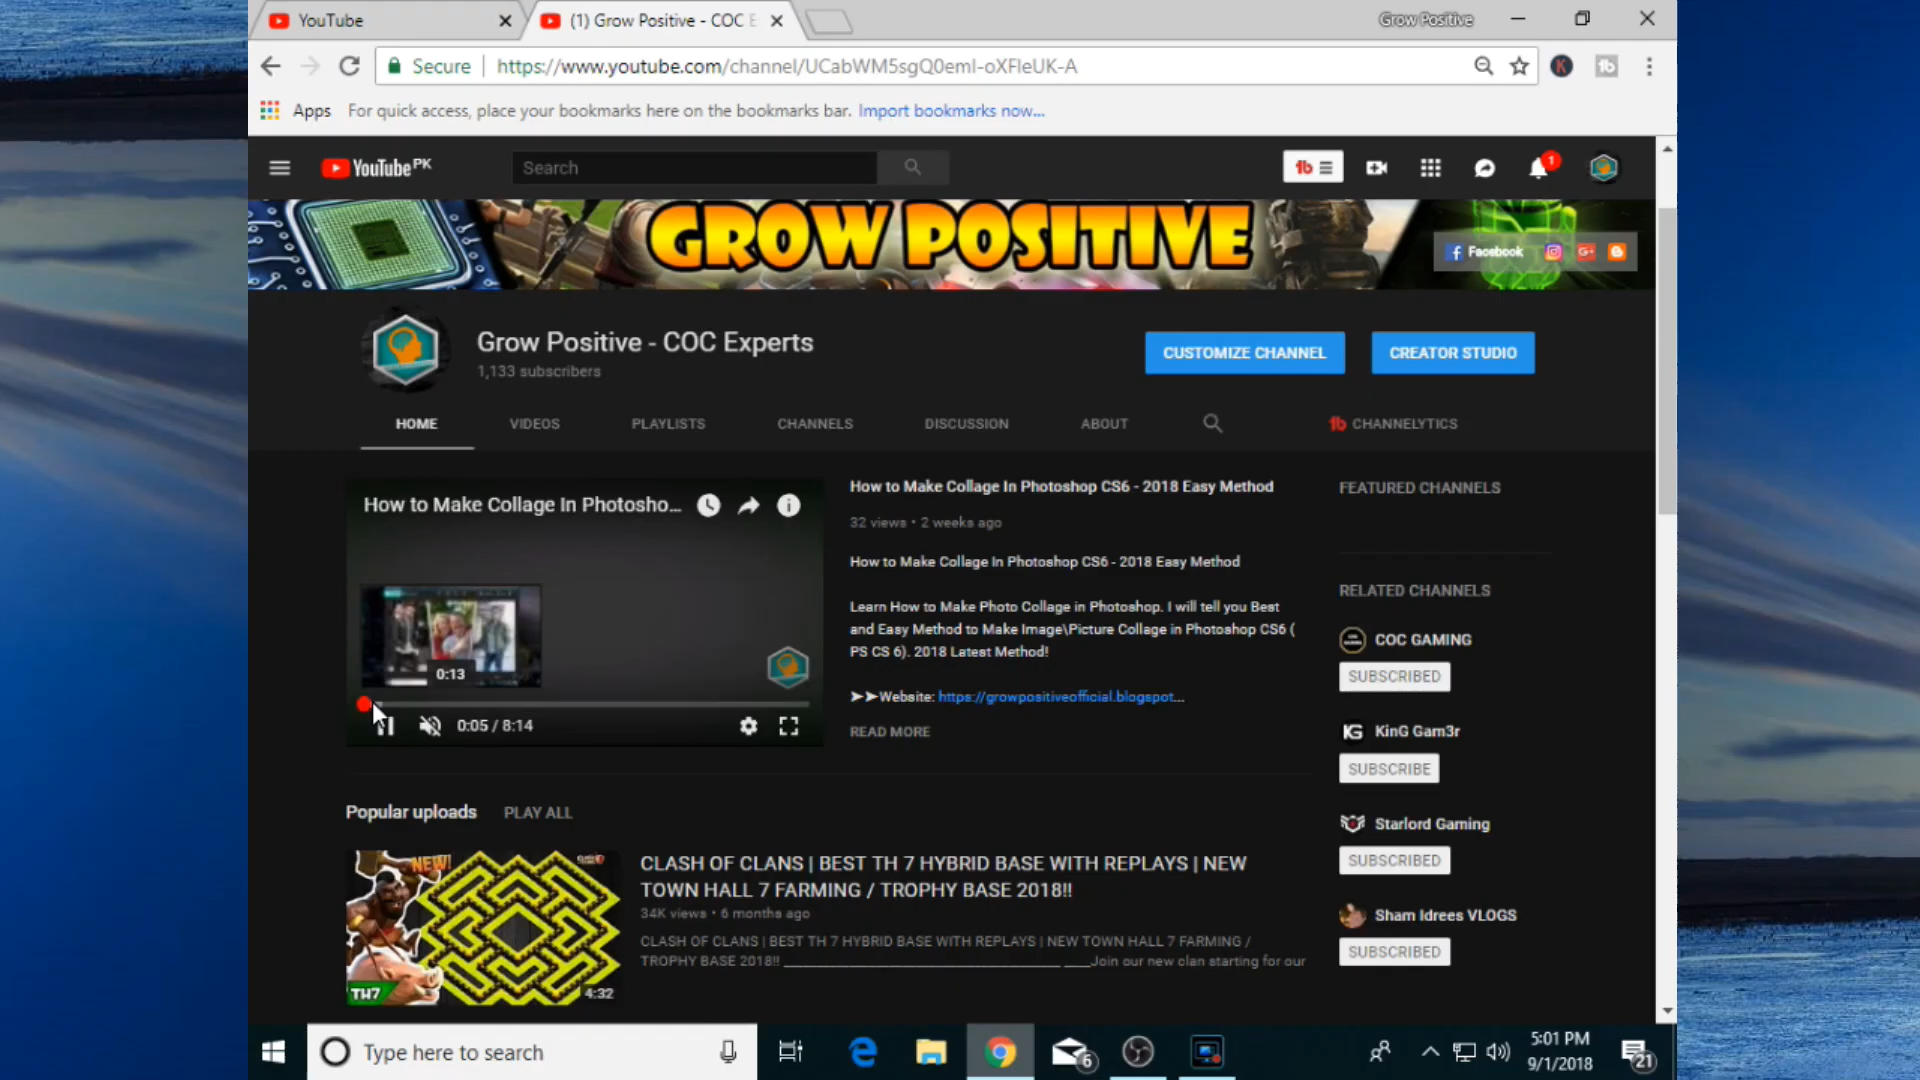 YouTube
(1) Grow Positive - COC E
Grow Positive
Secure
https://www.youtube.com/channel/UCabWM5sgQ0emI-oXFleUK-A
Apps
For quick access, place your bookmarks here on the bookmarks bar. Import bookmarks now...
YouTube PK
Search
tb
1
GROW POSITIVE
Facebook
G+
Grow Positive - COC Experts
1,133 subscribers
CUSTOMIZE CHANNEL
CREATOR STUDIO
HOME
VIDEOS
PLAYLISTS
CHANNELS
DISCUSSION
ABOUT
tb CHANNELYTICS
How to Make Collage In Photosho...
0:13
0:05 / 8:14
How to Make Collage In Photoshop CS6 - 2018 Easy Method
32 views • 2 weeks ago
How to Make Collage In Photoshop CS6 - 2018 Easy Method
Learn How to Make Photo Collage in Photoshop. I will tell you Best
and Easy Method to Make Image\Picture Collage in Photoshop CS6 (
PS CS 6). 2018 Latest Method!
➤➤Website: https://growpositiveofficial.blogspot...
READ MORE
FEATURED CHANNELS
RELATED CHANNELS
COC GAMING
SUBSCRIBED
KG KinG Gam3r
SUBSCRIBE
Starlord Gaming
SUBSCRIBED
Sham Idrees VLOGS
SUBSCRIBED
Popular uploads
PLAY ALL
NEW!
TH7
4:32
CLASH OF CLANS | BEST TH 7 HYBRID BASE WITH REPLAYS | NEW
TOWN HALL 7 FARMING / TROPHY BASE 2018!!
34K views • 6 months ago
CLASH OF CLANS | BEST TH 7 HYBRID BASE WITH REPLAYS | NEW TOWN HALL 7 FARMING /
TROPHY BASE 2018!! ____________________________________ ____Join our new clan starting for our
Type here to search
6
5:01 PM
9/1/2018
21